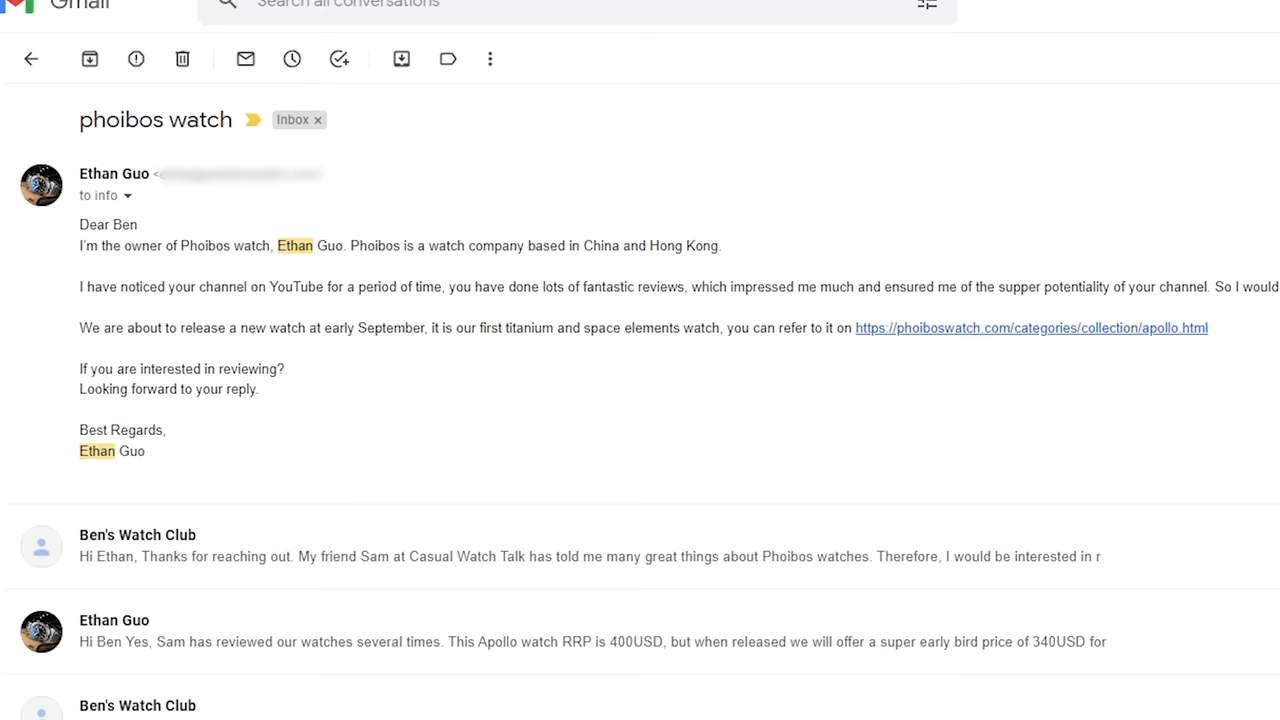 Gmail
Search all conversations
phoibos watch
Inbox ×
Ethan Guo <
to info
Dear Ben
I'm the owner of Phoibos watch, Ethan Guo. Phoibos is a watch company based in China and Hong Kong.
I have noticed your channel on YouTube for a period of time, you have done lots of fantastic reviews, which impressed me much and ensured me of the supper potentiality of your channel. So I would
We are about to release a new watch at early September, it is our first titanium and space elements watch, you can refer to it on https://phoiboswatch.com/categories/collection/apollo.html
If you are interested in reviewing?
Looking forward to your reply.
Best Regards,
Ethan Guo
Ben's Watch Club
Hi Ethan, Thanks for reaching out. My friend Sam at Casual Watch Talk has told me many great things about Phoibos watches. Therefore, I would be interested in r
Ethan Guo
Hi Ben Yes, Sam has reviewed our watches several times. This Apollo watch RRP is 400USD, but when released we will offer a super early bird price of 340USD for
Ben's Watch Club